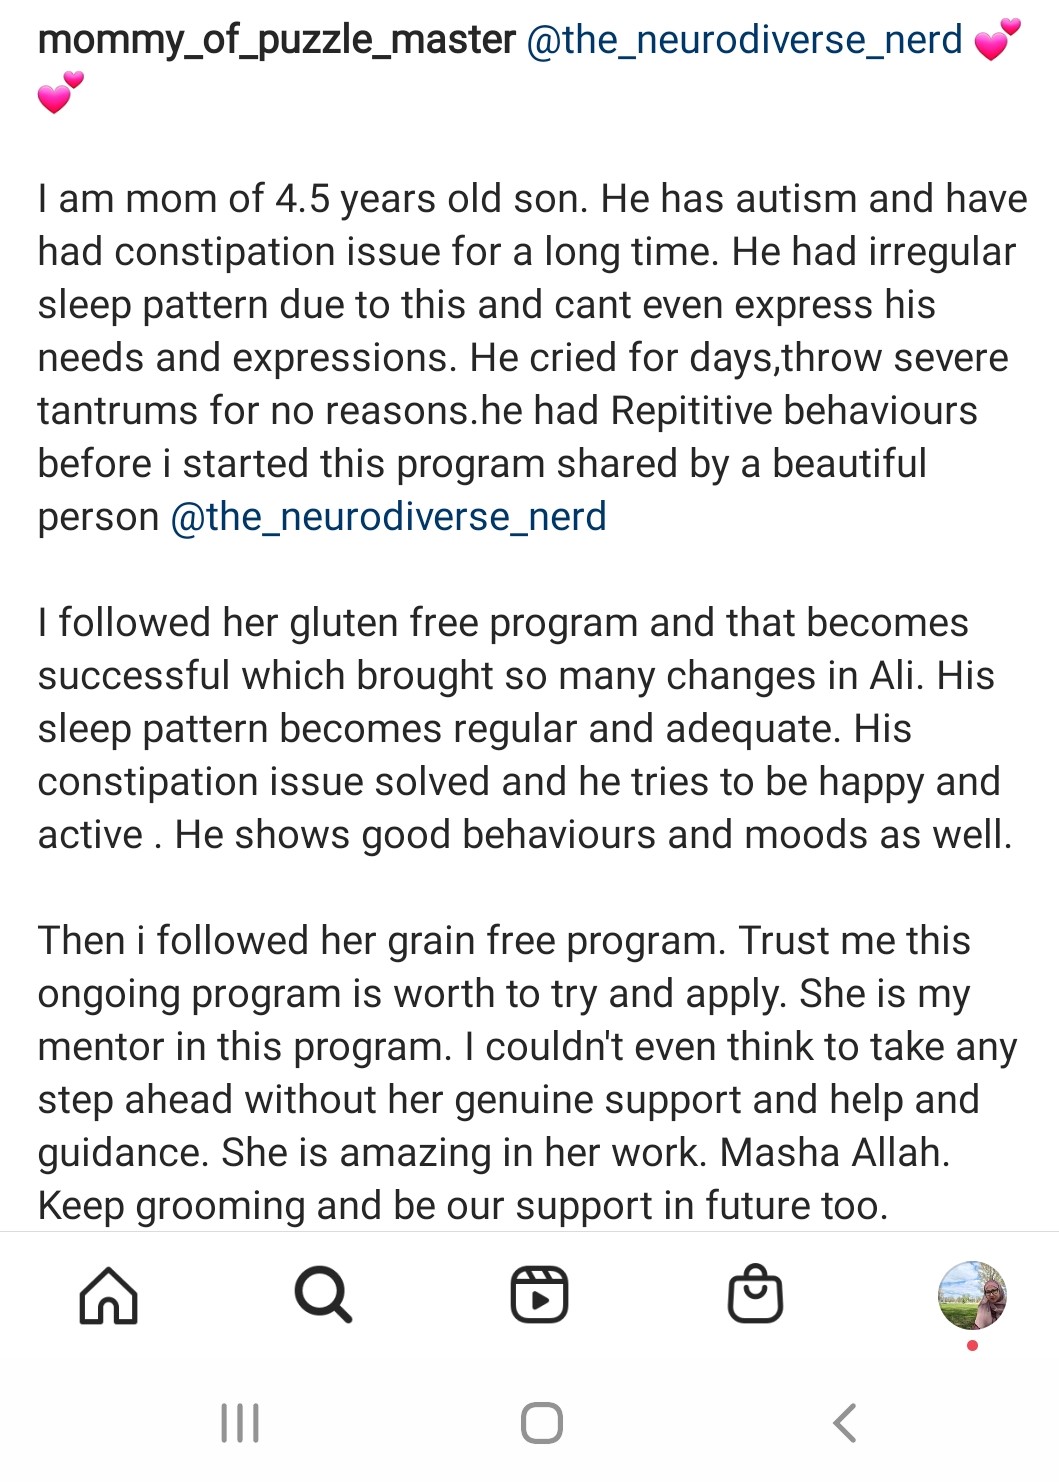 mommy_of_puzzle_master @the_neurodiverse_nerd 💕
💕
I am mom of 4.5 years old son. He has autism and have
had constipation issue for a long time. He had irregular
sleep pattern due to this and cant even express his
needs and expressions. He cried for days,throw severe
tantrums for no reasons.he had Repititive behaviours
before i started this program shared by a beautiful
person @the_neurodiverse_nerd
I followed her gluten free program and that becomes
successful which brought so many changes in Ali. His
sleep pattern becomes regular and adequate. His
constipation issue solved and he tries to be happy and
active . He shows good behaviours and moods as well.
Then i followed her grain free program. Trust me this
ongoing program is worth to try and apply. She is my
mentor in this program. I couldn't even think to take any
step ahead without her genuine support and help and
guidance. She is amazing in her work. Masha Allah.
Keep grooming and be our support in future too.